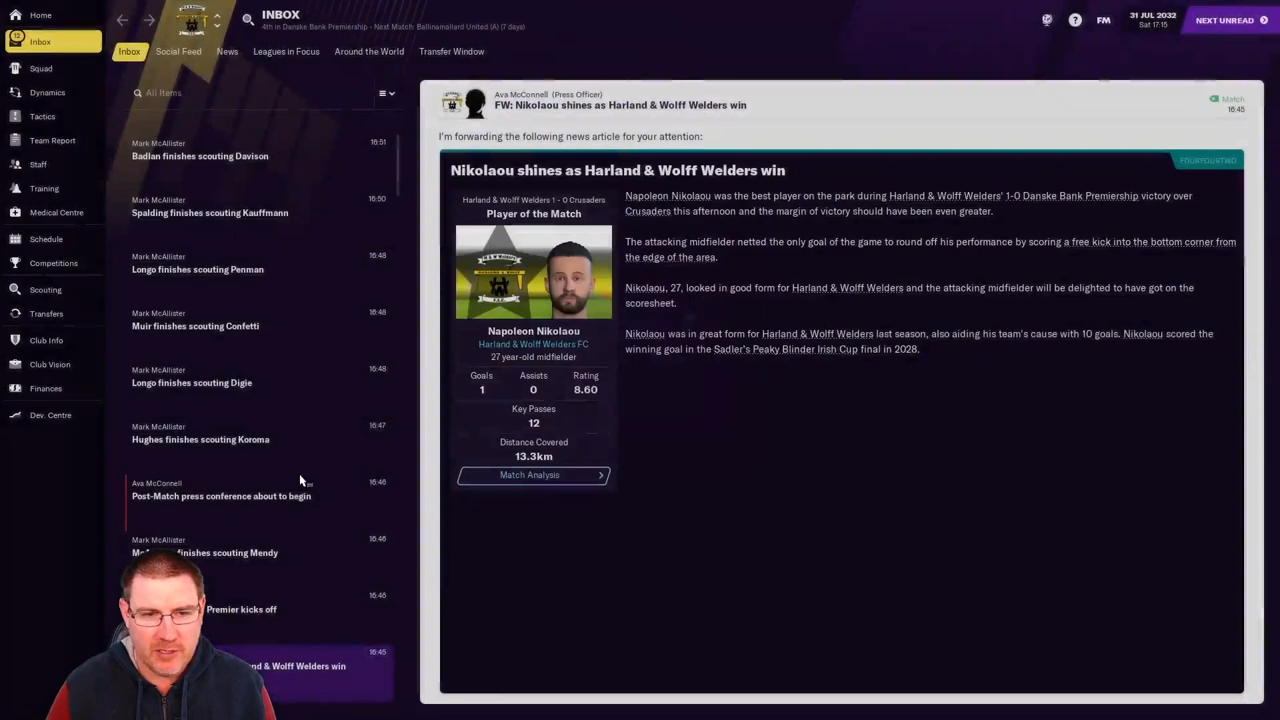 Home
Inbox
12
Squad
Dynamics
Tactics
Team Report
Staff
Training
Medical Centre
Schedule
Competitions
Scouting
Transfers
Club Info
Club Vision
Finances
Dev. Centre
INBOX
4th in Danske Bank Premiership - Next Match: Ballinamallard United (A) (7 days)
FM
31 JUL 2032
Sat 17:15
NEXT UNREAD
Inbox
Social Feed
News
Leagues in Focus
Around the World
Transfer Window
All Items
Mark McAllister
16:51
Badlan finishes scouting Davison
Mark McAllister
16:50
Spalding finishes scouting Kauffmann
Mark McAllister
16:48
Longo finishes scouting Penman
Mark McAllister
16:48
Muir finishes scouting Confetti
Mark McAllister
16:48
Longo finishes scouting Digie
Mark McAllister
16:47
Hughes finishes scouting Koroma
Ava McConnell
16:46
Post-Match press conference about to begin
Mark McAllister
16:46
finishes scouting Mendy
16:46
Premier kicks off
16:45
nd & Wolff Welders win
Ava McConnell (Press Officer)
FW: Nikolaou shines as Harland & Wolff Welders win
Match
16:45
I'm forwarding the following news article for your attention:
FOURFOURTWO
Nikolaou shines as Harland & Wolff Welders win
Harland & Wolff Welders 1 - 0 Crusaders
Player of the Match
Napoleon Nikolaou
Harland & Wolff Welders FC
27 year-old midfielder
Goals Assists Rating
1 0 8.60
Key Passes
12
Distance Covered
13.3km
Match Analysis
Napoleon Nikolaou was the best player on the park during Harland & Wolff Welders' 1-0 Danske Bank Premiership victory over
Crusaders this afternoon and the margin of victory should have been even greater.
The attacking midfielder netted the only goal of the game to round off his performance by scoring a free kick into the bottom corner from
the edge of the area.
Nikolaou, 27, looked in good form for Harland & Wolff Welders and the attacking midfielder will be delighted to have got on the
scoresheet.
Nikolaou was in great form for Harland & Wolff Welders last season, also aiding his team's cause with 10 goals. Nikolaou scored the
winning goal in the Sadler's Peaky Blinder Irish Cup final in 2028.